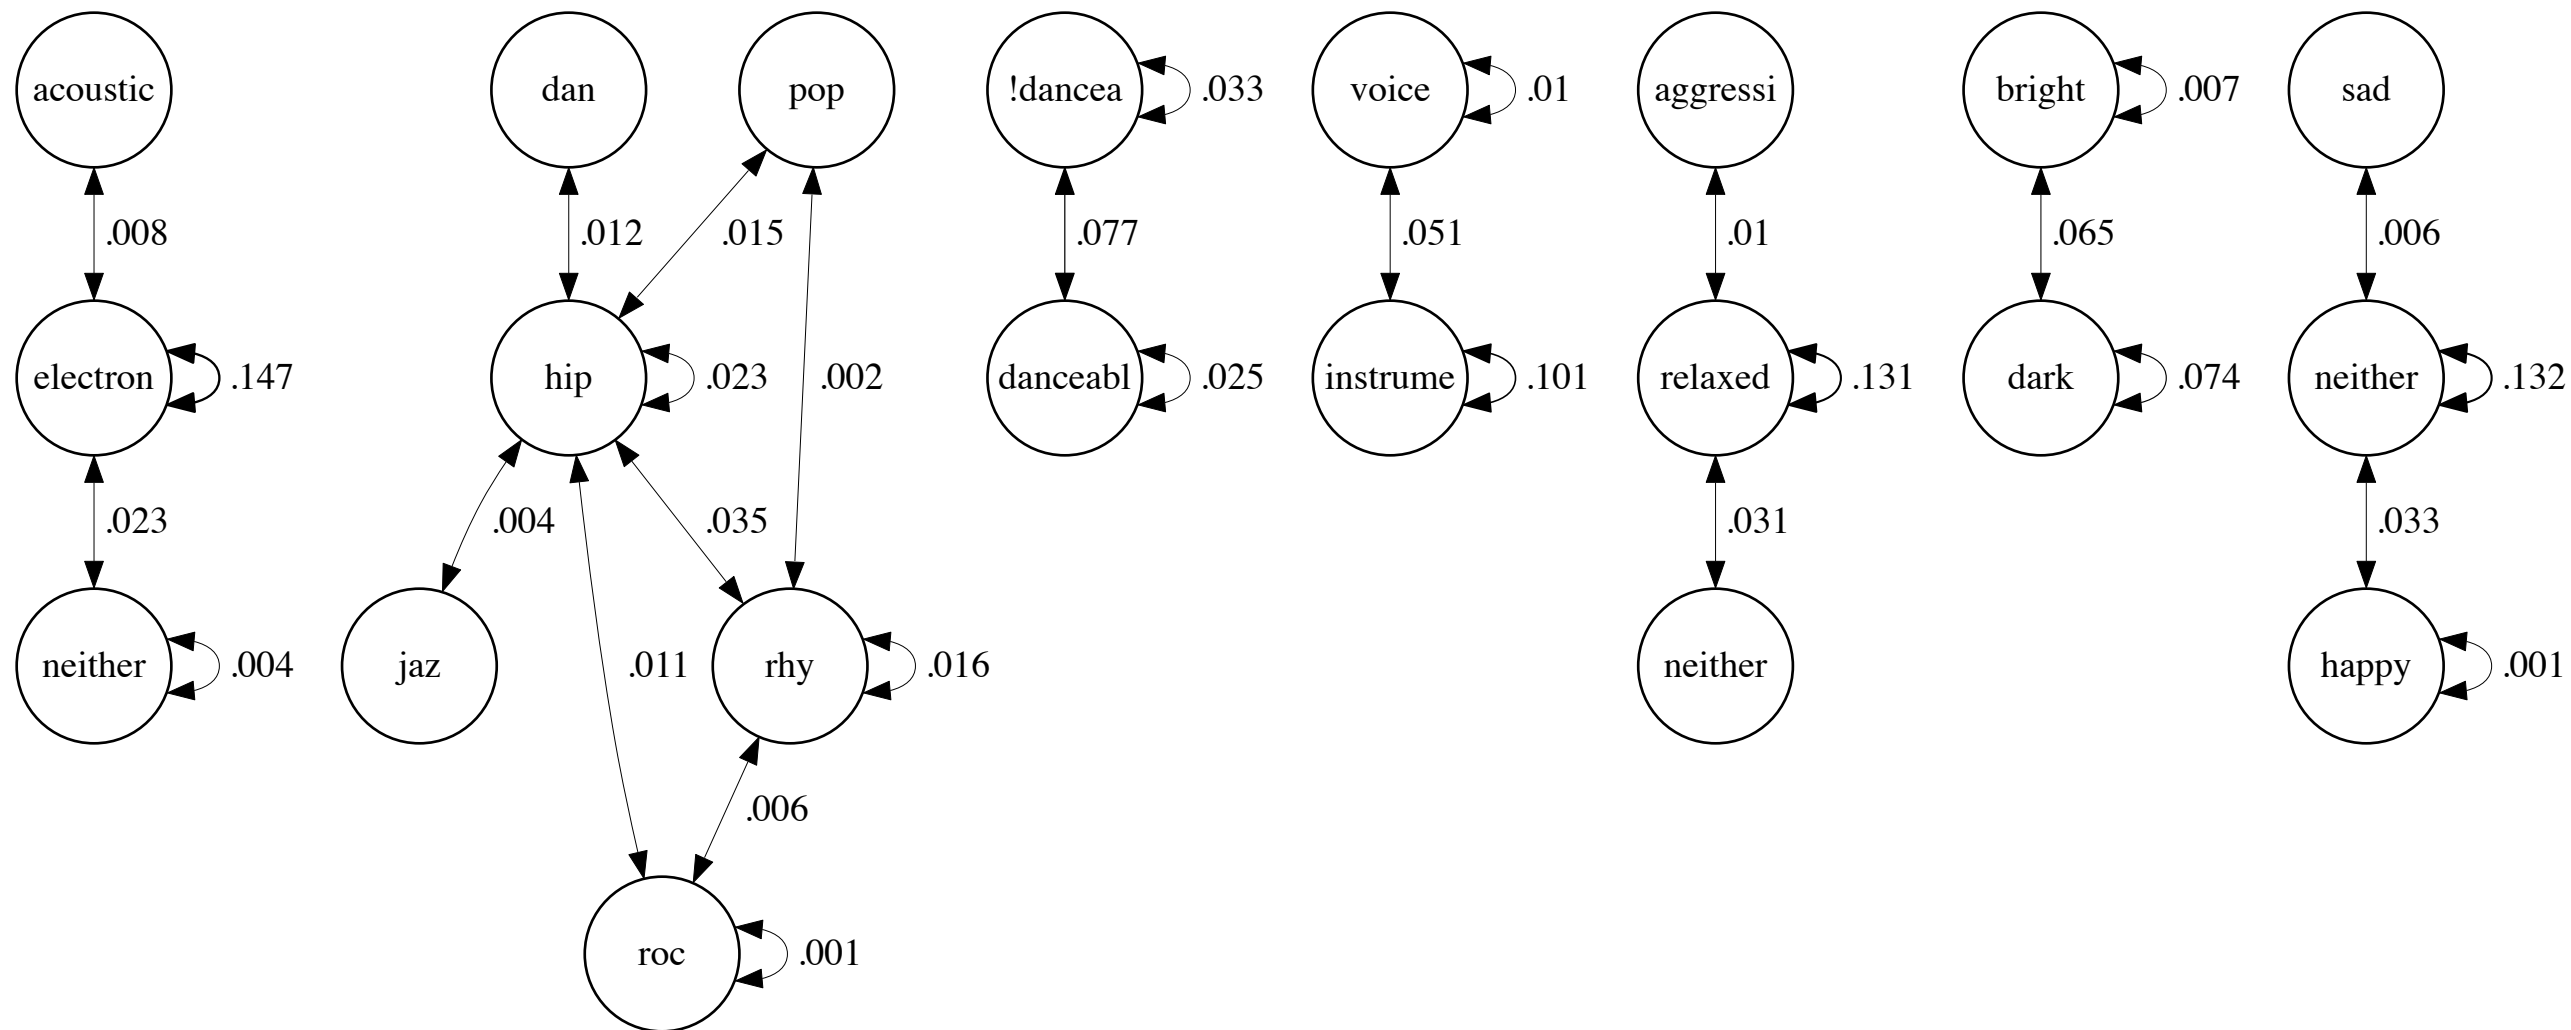 acoustic
dan
pop
!dancea
.033
voice
.01
aggressi
bright
.007
sad
.008
.012
.015
.077
.051
.01
.065
.006
electron
.147
hip
.023
.002
danceabl
.025
instrume
.101
relaxed
.131
dark
.074
neither
.132
.023
.004
.035
.031
.033
neither
.004
jaz
.011
rhy
.016
neither
happy
.001
.006
roc
.001